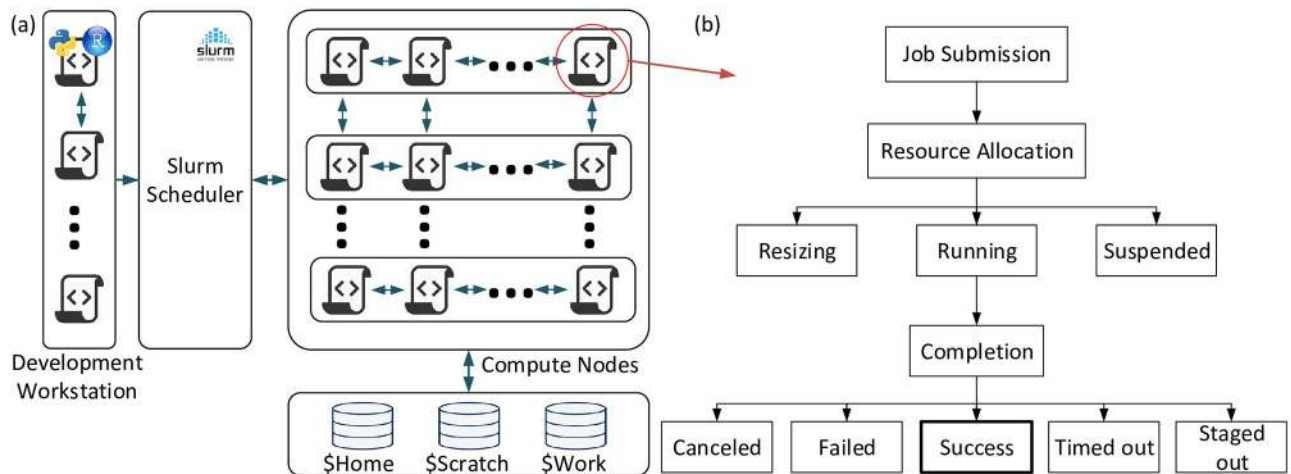 (a)
R
slurm
<>
<>
<>
Slurm
Scheduler
Development
Workstation
<> <> <>
<> <> <>
<> <> <>
Compute Nodes
$Home $Scratch $Work
(b)
Job Submission
Resource Allocation
Resizing Running Suspended
Completion
Canceled Failed Success Timed out Staged
out